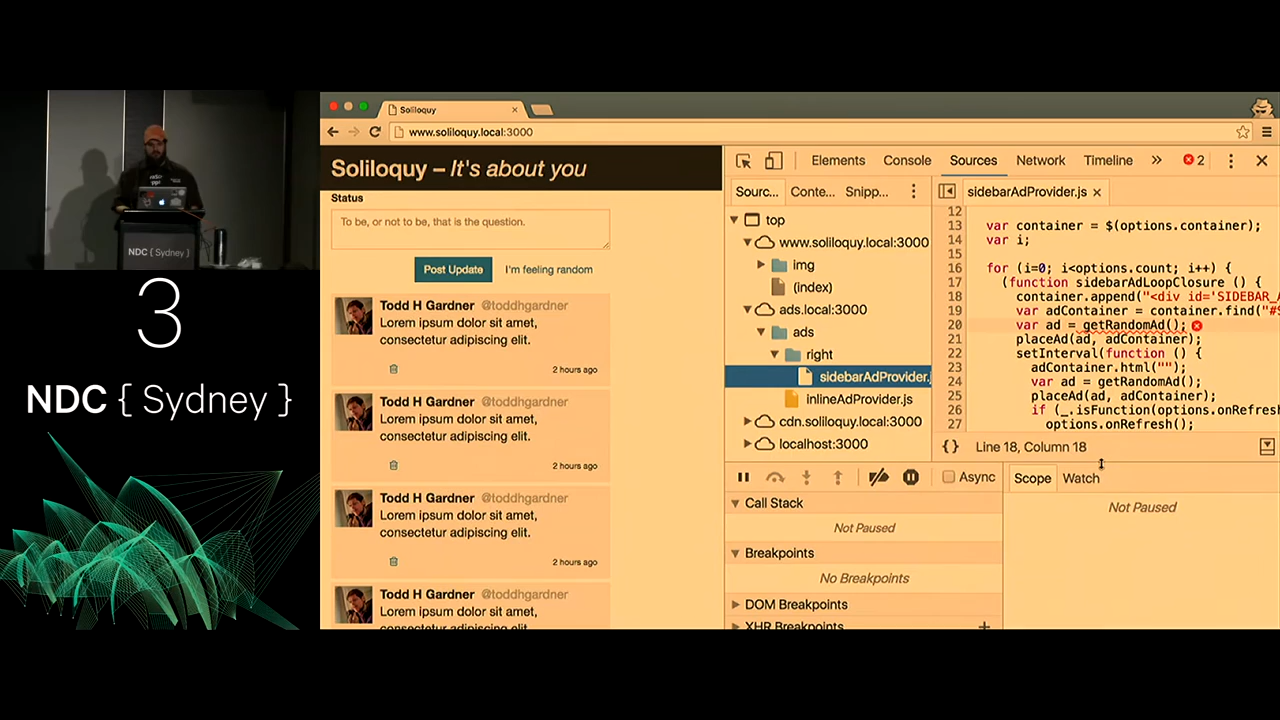 NDC { Sydney }
3
NDC { Sydney }
Soliloquy
www.soliloquy.local:3000
Soliloquy – It's about you
Status
To be, or not to be, that is the question.
Post Update
I'm feeling random
Todd H Gardner @toddhgardner
Lorem ipsum dolor sit amet,
consectetur adipiscing elit.
2 hours ago
Todd H Gardner @toddhgardner
Lorem ipsum dolor sit amet,
consectetur adipiscing elit.
2 hours ago
Todd H Gardner @toddhgardner
Lorem ipsum dolor sit amet,
consectetur adipiscing elit.
2 hours ago
Todd H Gardner @toddhgardner
Lorem ipsum dolor sit amet,
consectetur adipiscing elit.
Elements Console Sources Network Timeline » 2
Sourc... Conte... Snipp...
top
www.soliloquy.local:3000
img
(index)
ads.local:3000
ads
right
sidebarAdProvider.j
inlineAdProvider.js
cdn.soliloquy.local:3000
localhost:3000
sidebarAdProvider.js
12
13 var container = $(options.container);
14 var i;
15
16 for (i=0; i<options.count; i++) {
17 (function sidebarAdLoopClosure () {
18 container.append("<div id='SIDEBAR_A
19 var adContainer = container.find("#S
20 var ad = getRandomAd();
21 placeAd(ad, adContainer);
22 setInterval(function () {
23 adContainer.html("");
24 var ad = getRandomAd();
25 placeAd(ad, adContainer);
26 if (_.isFunction(options.onRefresh
27 options.onRefresh();
{} Line 18, Column 18
Async
Call Stack
Not Paused
Breakpoints
No Breakpoints
DOM Breakpoints
XHR Breakpoints
Scope Watch
Not Paused